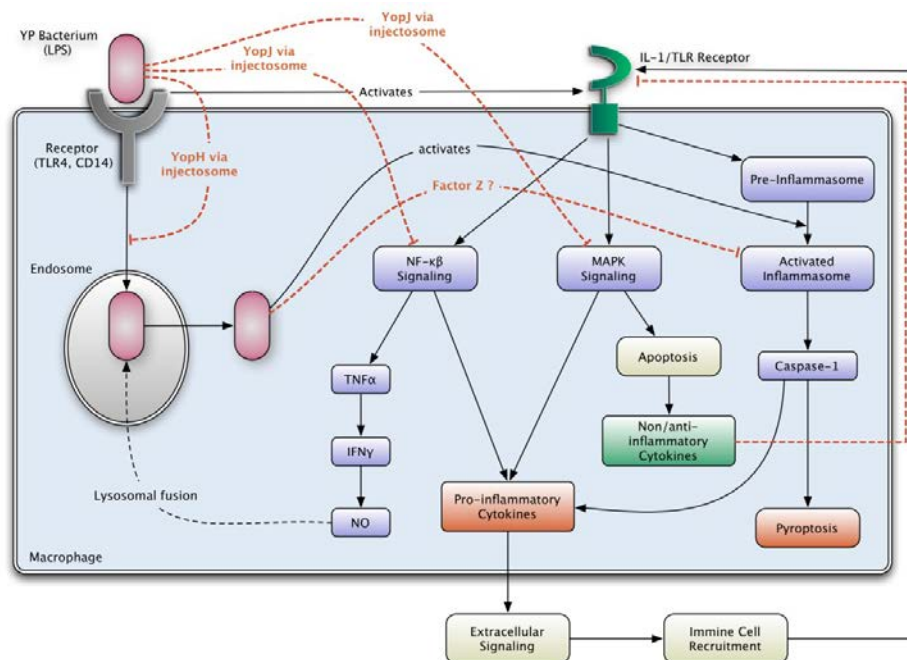 YP Bacterium
(LPS)
YopJ via
injectosome
YopJ via
injectosome
IL-1/TLR Receptor
Activates
Receptor
(TLR4, CD14)
YopH via
injectosome
activates
Factor Z ?
Pre-Inflammasome
Endosome
NF-κβ
Signaling
MAPK
Signaling
Activated
Inflammasome
TNFα
Apoptosis
Caspase-1
IFNγ
Non/anti-
inflammatory
Cytokines
Lysosomal fusion
NO
Pro-inflammatory
Cytokines
Pyroptosis
Macrophage
Extracellular
Signaling
Immine Cell
Recruitment